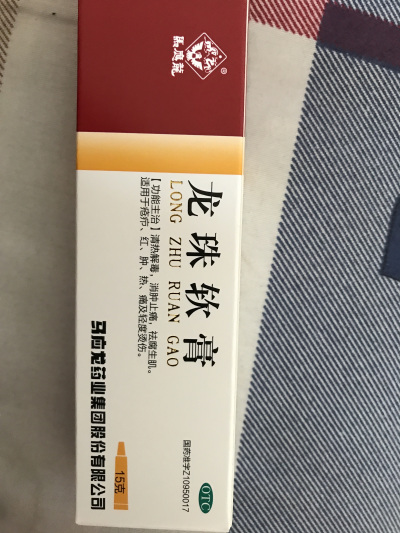 馬應龍
®
龙珠软膏
LONG ZHU RUAN GAO
【功能主治】清热解毒，消肿止痛，祛腐生肌。
适用于疮疖、红、肿、热、痛及轻度烫伤。
国药准字Z10950017
OTC
马应龙药业集团股份有限公司
15克